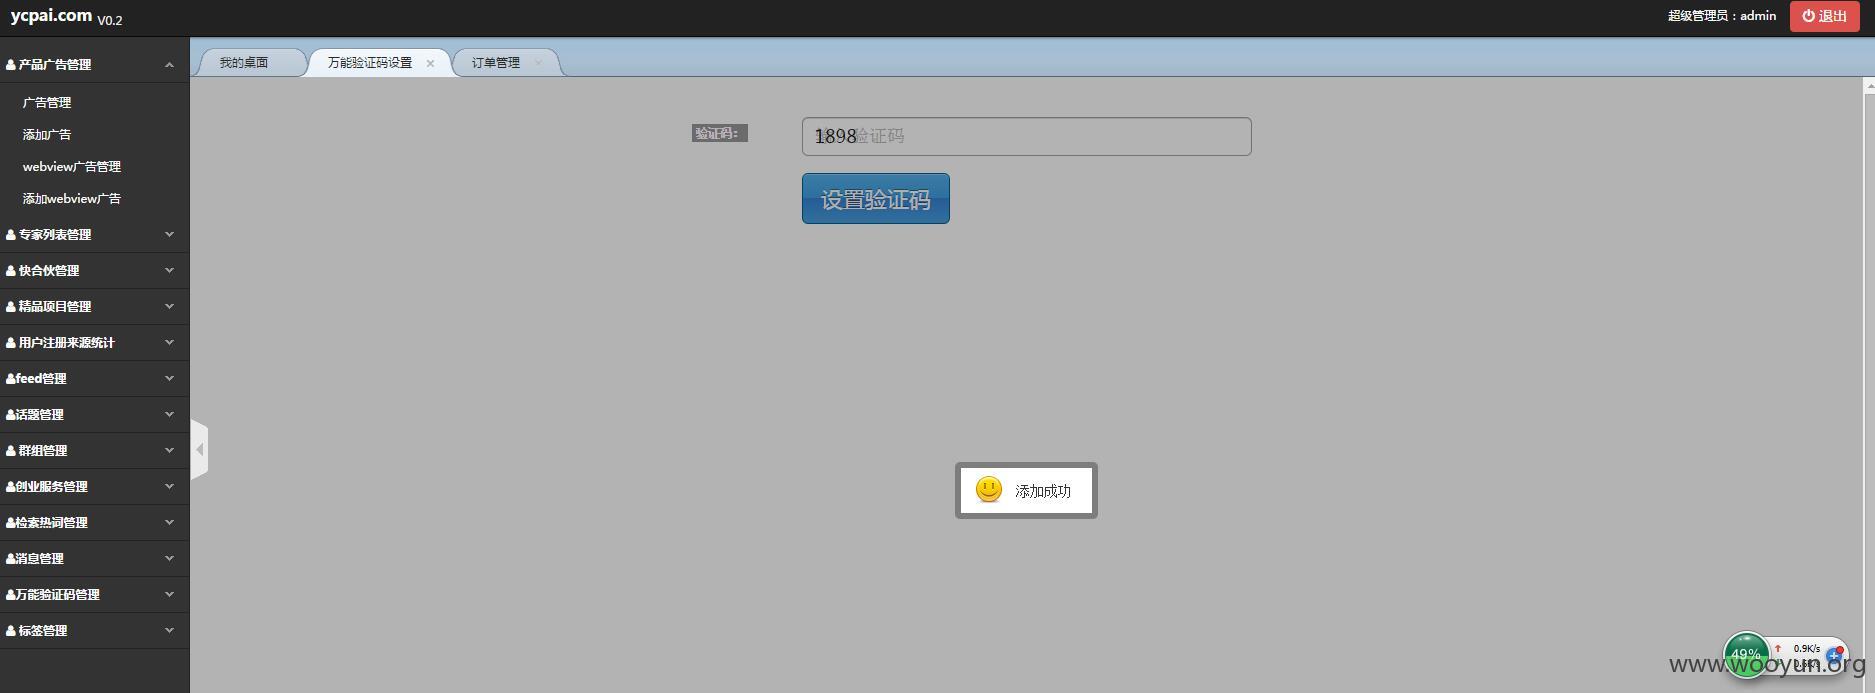 ycpai.com V0.2
超级管理员：admin
退出
产品广告管理
广告管理
添加广告
webview广告管理
添加webview广告
专家列表管理
快合伙管理
精品项目管理
用户注册来源统计
feed管理
话题管理
群组管理
创业服务管理
检索热词管理
消息管理
万能验证码管理
标签管理
我的桌面
万能验证码设置
订单管理
验证码：
1898
验证码
设置验证码
添加成功
49%
0.9K/s
www.wooyun.org